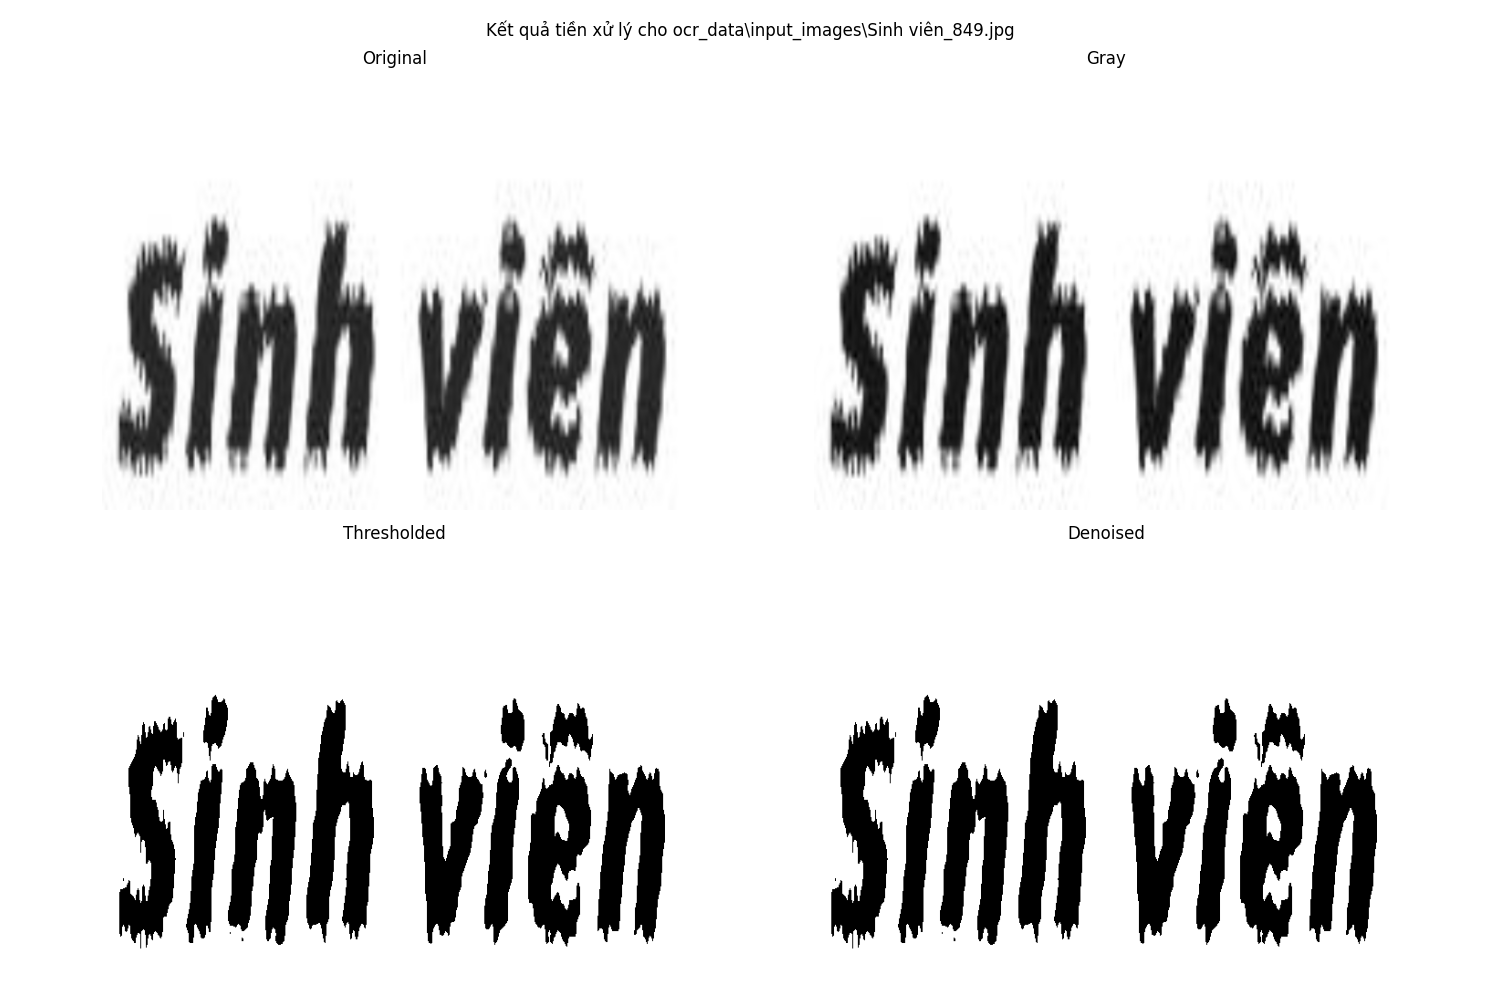 Kết quả tiền xử lý cho ocr_data\input_images\Sinh viên_849.jpg
Original
Gray
Sinh viên
Sinh viên
Thresholded
Denoised
Sinh viên
Sinh viên